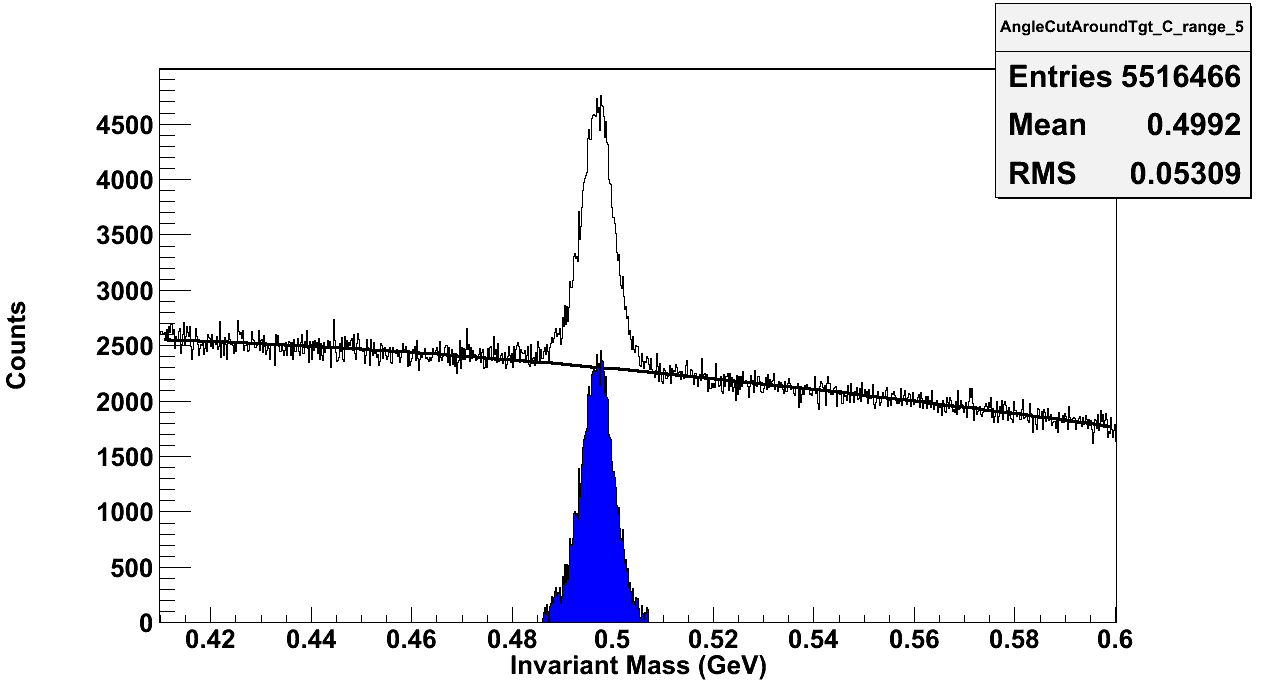 AngleCutAroundTgt_C_range_5
Entries 5516466
Mean 0.4992
RMS 0.05309
Counts
4500
4000
3500
3000
2500
2000
1500
1000
500
0
0.42 0.44 0.46 0.48 0.5 0.52 0.54 0.56 0.58 0.6
Invariant Mass (GeV)